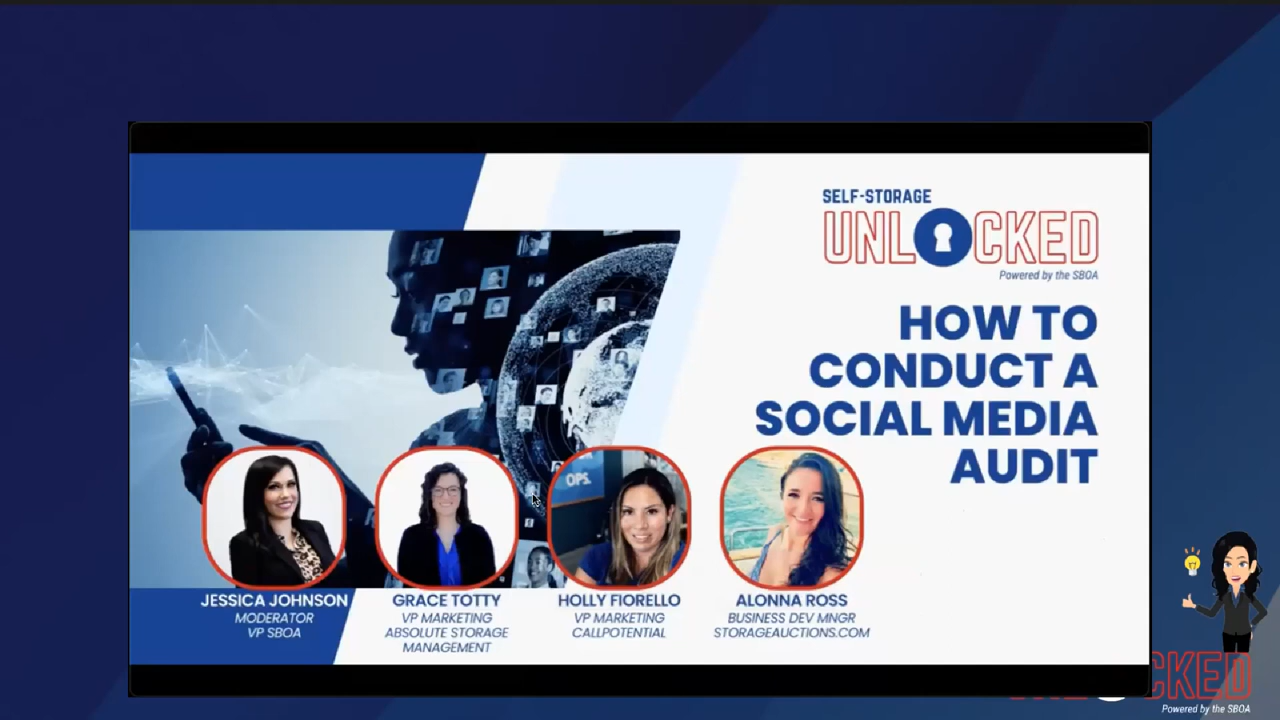 SELF-STORAGE
UNLOCKED
Powered by the SBOA
HOW TO
CONDUCT A
SOCIAL MEDIA
AUDIT
OPS.
JESSICA JOHNSON
MODERATOR
VP SBOA
GRACE TOTTY
VP MARKETING
ABSOLUTE STORAGE
MANAGEMENT
HOLLY FIORELLO
VP MARKETING
CALLPOTENTIAL
ALONNA ROSS
BUSINESS DEV MNGR
STORAGEAUCTIONS.COM
CKED
Powered by the SBOA